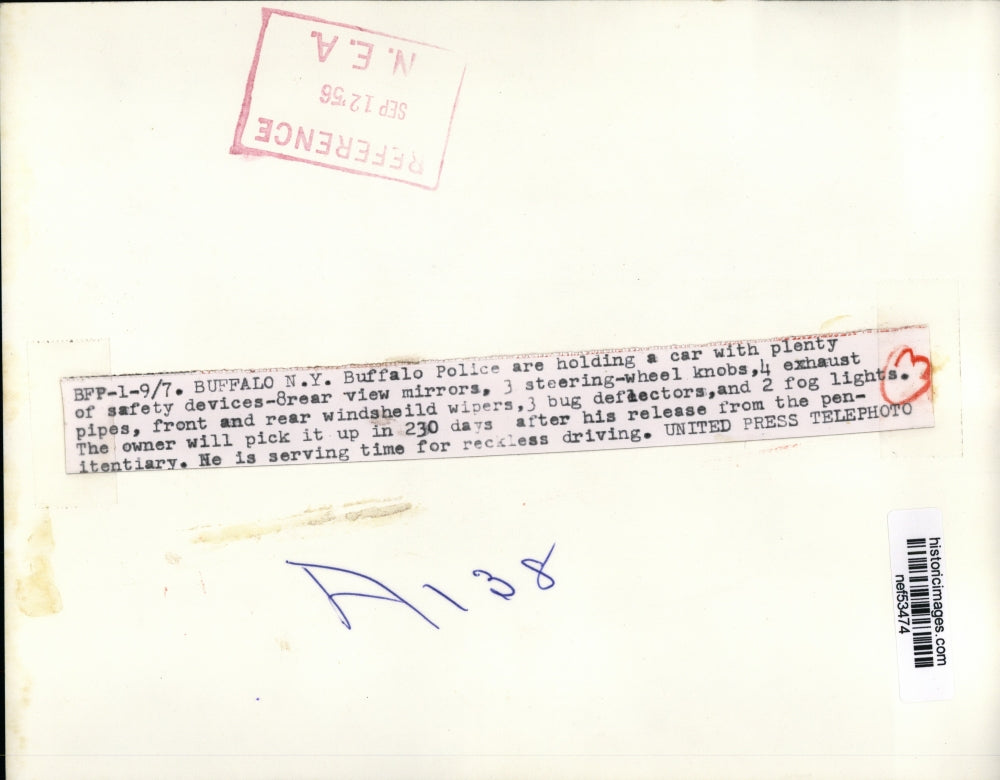 N.E.A.
SEP 12'56
REFERENCE
BFP-1-9/7. BUFFALO N.Y. Buffalo Police are holding a car with plenty
of safety devices-8rear view mirrors, 3 steering-wheel knobs,4 exhaust
pipes, front and rear windsheild wipers,3 bug deflectors,and 2 fog lights.
The owner will pick it up in 230 days after his release from the pen-
itentiary. He is serving time for reckless driving. UNITED PRESS TELEPHOTO
3
A138
historicimages.com
nef53474